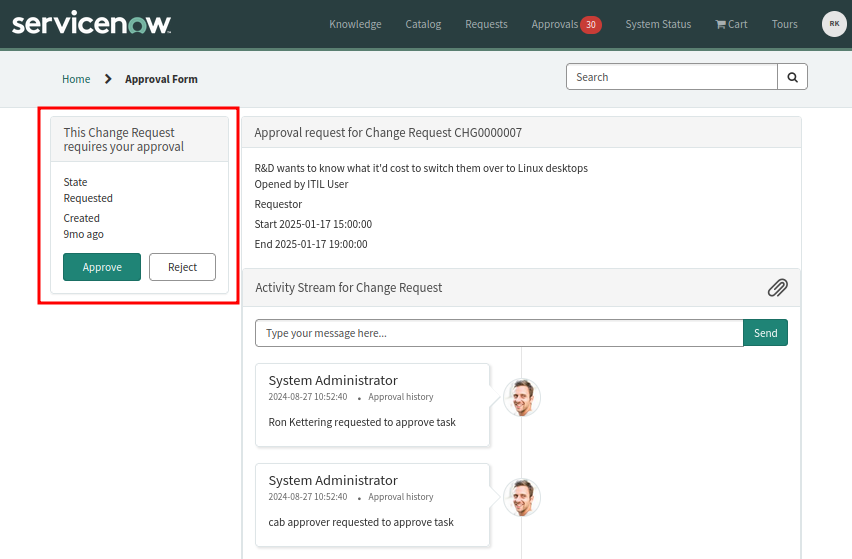 servicenow
Knowledge Catalog Requests Approvals 30 System Status Cart Tours RK
Home Approval Form
Search
This Change Request
requires your approval
State
Requested
Created
9mo ago
Approve Reject
Approval request for Change Request CHG0000007
R&D wants to know what it'd cost to switch them over to Linux desktops
Opened by ITIL User
Requestor
Start 2025-01-17 15:00:00
End 2025-01-17 19:00:00
Activity Stream for Change Request
Type your message here... Send
System Administrator
2024-08-27 10:52:40 • Approval history
Ron Kettering requested to approve task
System Administrator
2024-08-27 10:52:40 • Approval history
cab approver requested to approve task